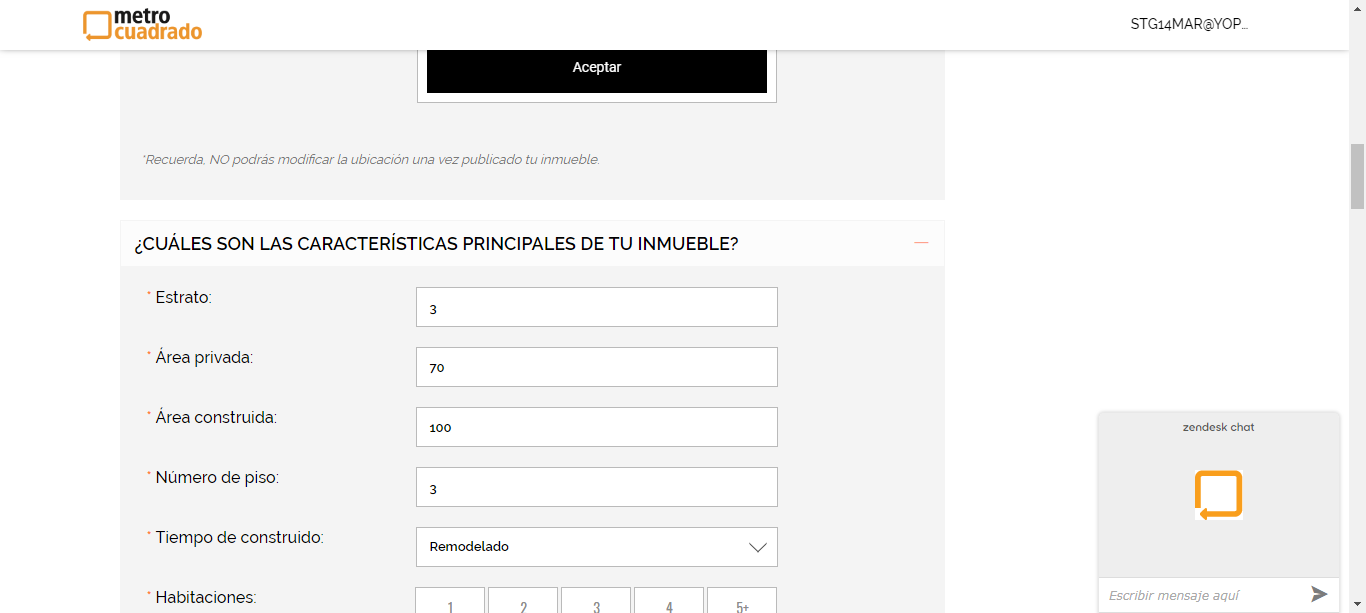 metro
cuadrado
STG14MAR@YOP...
Aceptar
*Recuerda, NO podrás modificar la ubicación una vez publicado tu inmueble.
¿CUÁLES SON LAS CARACTERÍSTICAS PRINCIPALES DE TU INMUEBLE?
* Estrato:
3
* Área privada:
70
* Área construida:
100
* Número de piso:
3
* Tiempo de construido:
Remodelado
* Habitaciones:
1 2 3 4 5+
zendesk chat
Escribir mensaje aquí